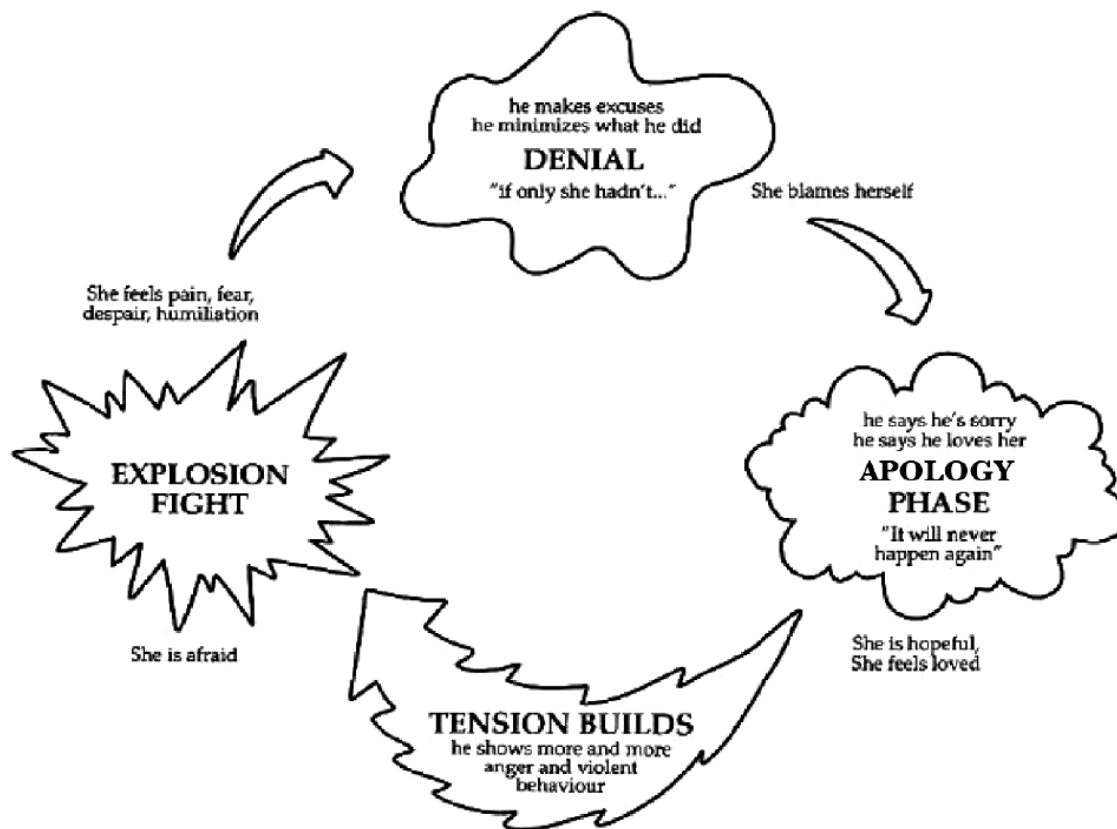 he makes excuses
he minimizes what he did
DENIAL
"if only she hadn't..."
She blames herself
he says he's sorry
he says he loves her
APOLOGY
PHASE
"It will never
happen again"
She is hopeful,
She feels loved
TENSION BUILDS
he shows more and more
anger and violent
behaviour
She is afraid
EXPLOSION
FIGHT
She feels pain, fear,
despair, humiliation